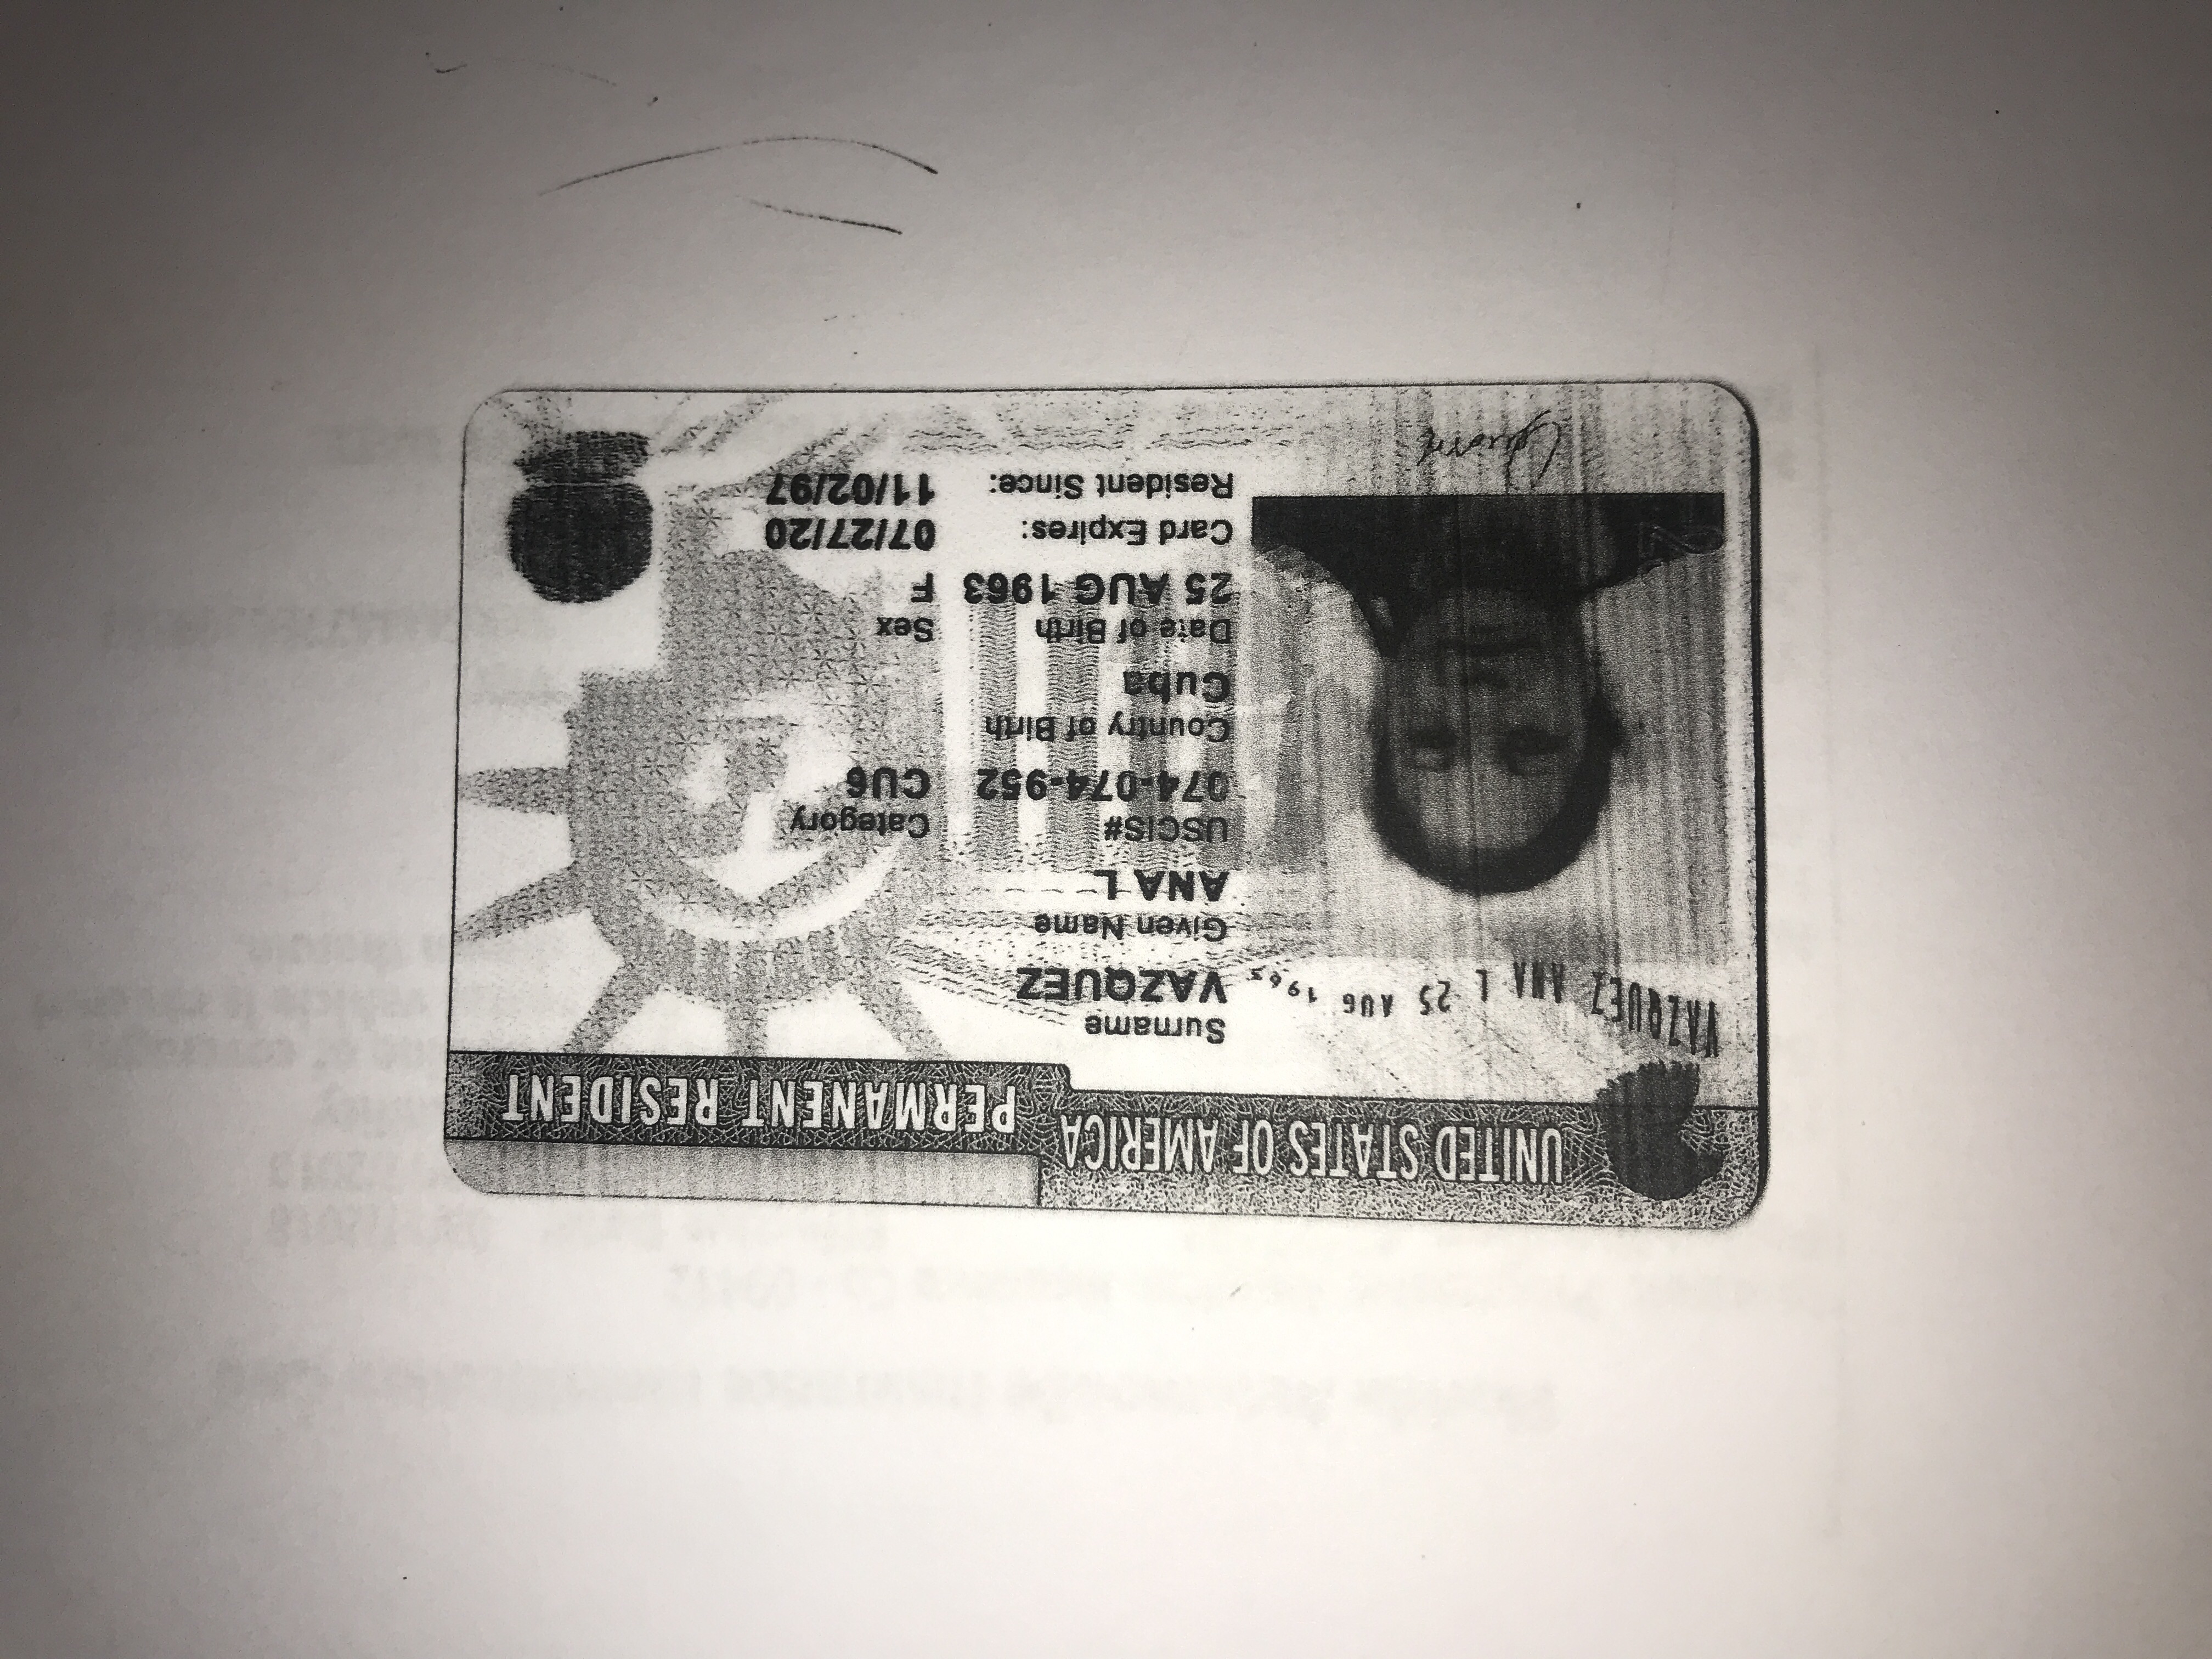 UNITED STATES OF AMERICA
PERMANENT RESIDENT
VAZQUEZ ANA L 25 AUG 1963
Surname
VAZQUEZ
Given Name
ANA L
USCIS# Category
074-074-952 CU6
Country of Birth
Cuba
Date of Birth Sex
25 AUG 1963 F
Card Expires: 07/27/20
Resident Since: 11/02/97